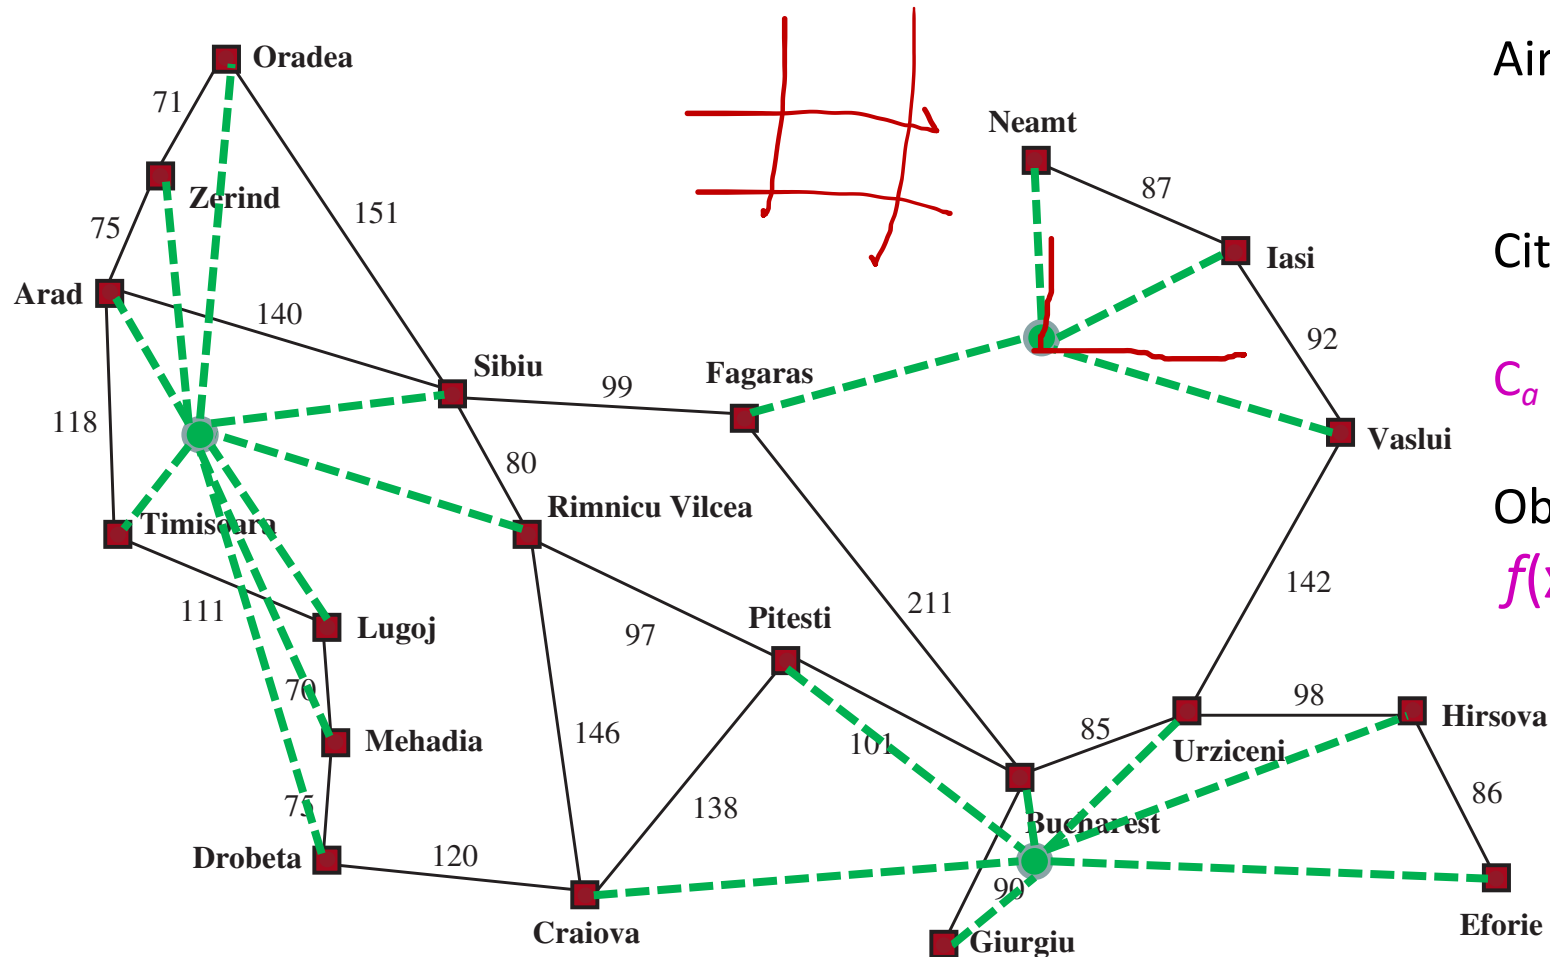 Oradea
Air
71
Neamt
87
Zerind
151
75
Cit
Iasi
Arad
140
92
Sibiu
Fagaras
99
C_a
118
Vaslui
80
Rimnicu Vilcea
Ob
Timisoara
142
f(x
111
211
Pitesti
Lugoj
97
70
98
Hirsova
85
146
101
Mehadia
Urziceni
86
75
138
Bucharest
Drobeta
120
90
Craiova
Giurgiu
Eforie